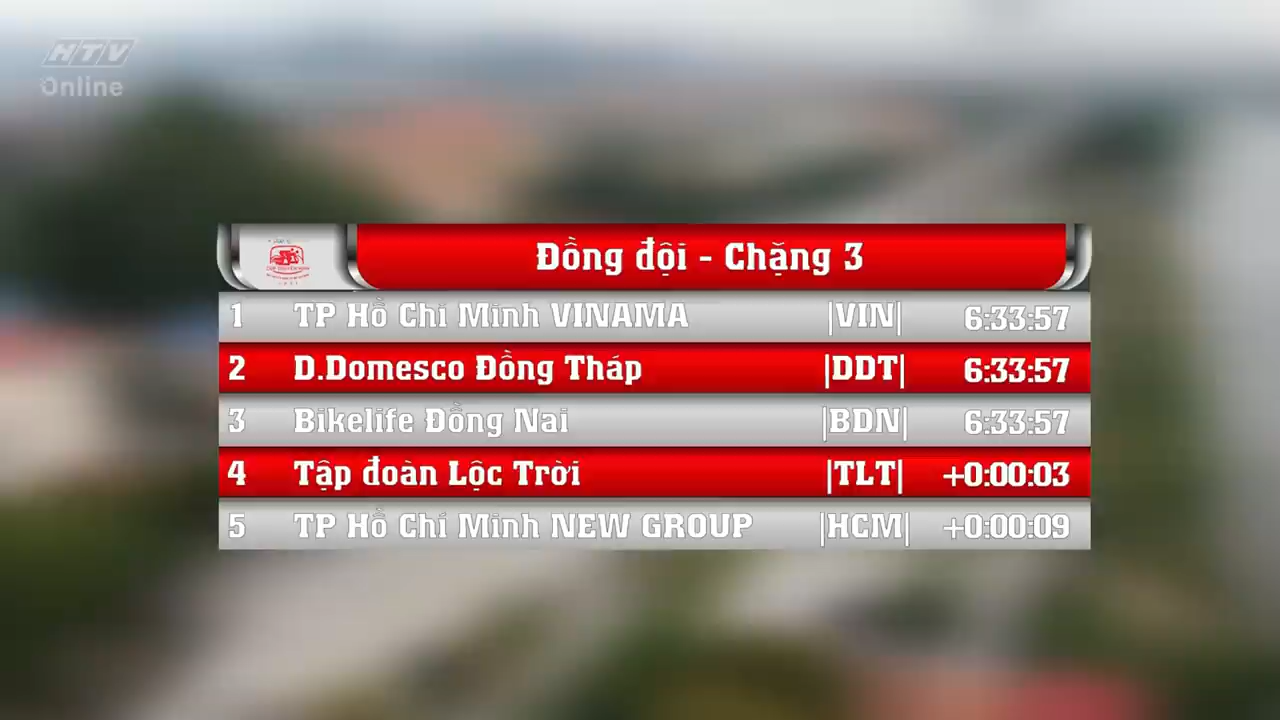 HTV
Online
Đồng đội - Chặng 3
1 TP Hồ Chí Minh VINAMA |VIN| 6:33:57
2 D.Domesco Đồng Tháp |DDT| 6:33:57
3 Bikelife Đồng Nai |BDN| 6:33:57
4 Tập đoàn Lộc Trời |TLT| +0:00:03
5 TP Hồ Chí Minh NEW GROUP |HCM| +0:00:09